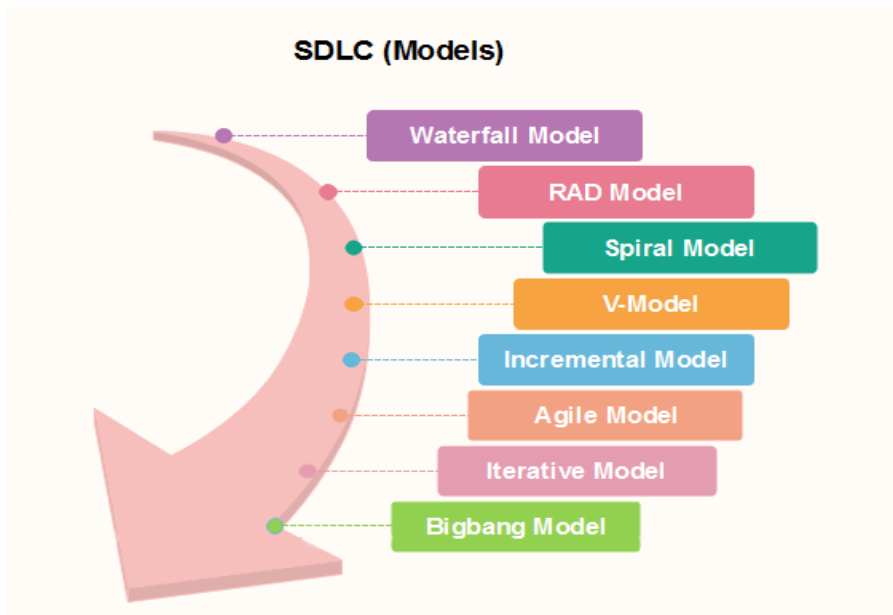 SDLC (Models)
Waterfall Model
RAD Model
Spiral Model
V-Model
Incremental Model
Agile Model
Iterative Model
Bigbang Model